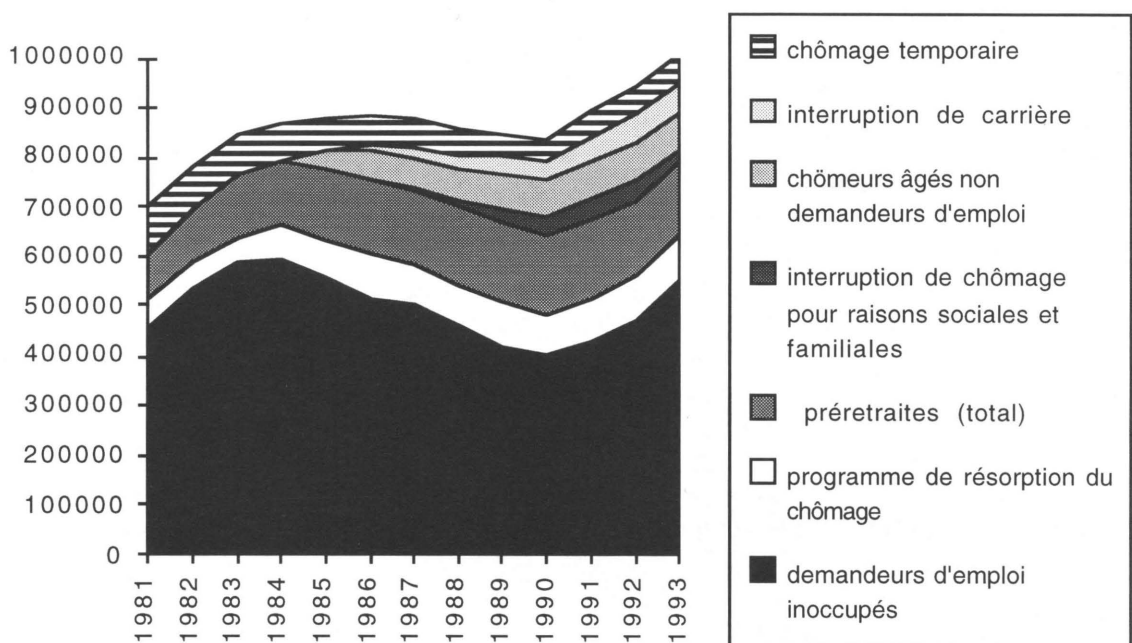 1000000
900000
800000
700000
600000
500000
400000
300000
200000
100000
0
1981
1982
1983
1984
1985
1986
1987
1988
1989
1990
1991
1992
1993
chômage temporaire
interruption de carrière
chömeurs âgés non
demandeurs d'emploi
interruption de chômage
pour raisons sociales et
familiales
préretraites (total)
programme de résorption du
chômage
demandeurs d'emploi
inoccupés